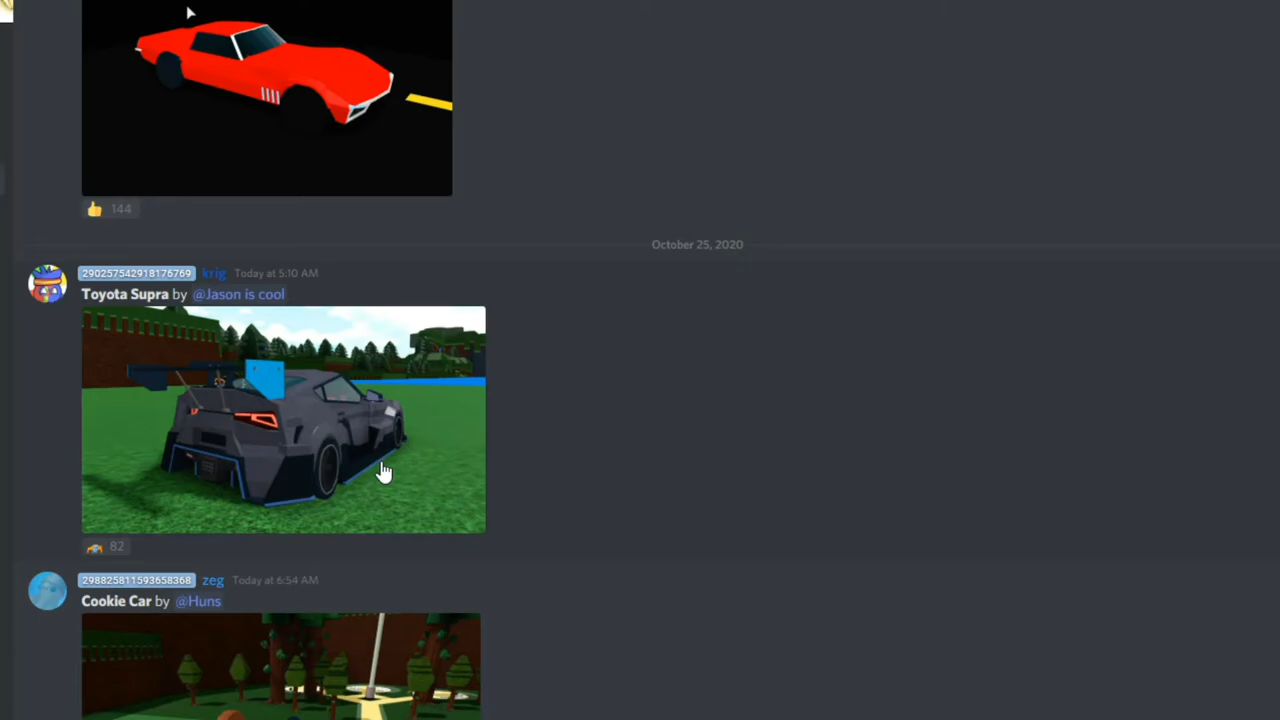 144
October 25, 2020
290257542918176769 krig Today at 5:10 AM
Toyota Supra by @Jason is cool
82
298825811593658368 zeg Today at 6:54 AM
Cookie Car by @Huns